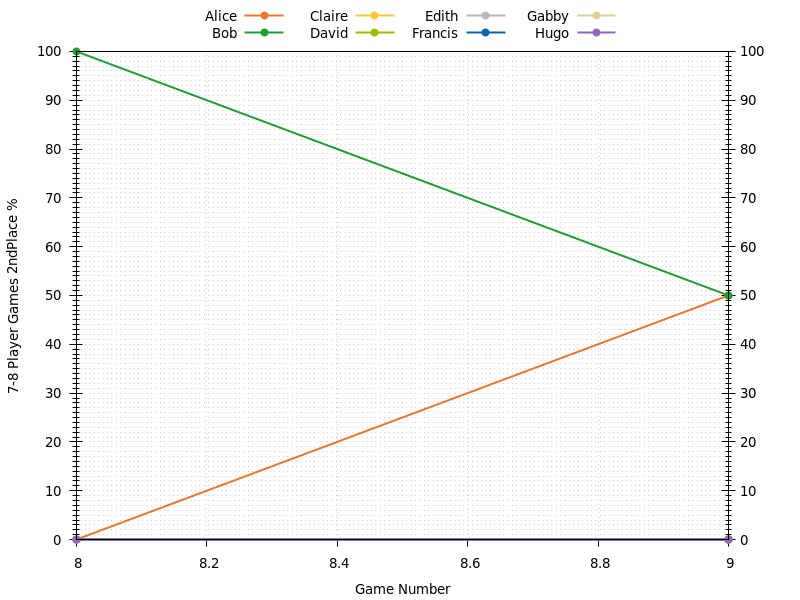 Alice Claire Edith Gabby
Bob David Francis Hugo
100 100
90 90
80 80
70 70
60 60
50 50
40 40
30 30
20 20
10 10
0 0
7-8 Player Games 2ndPlace %
8 8.2 8.4 8.6 8.8 9
Game Number